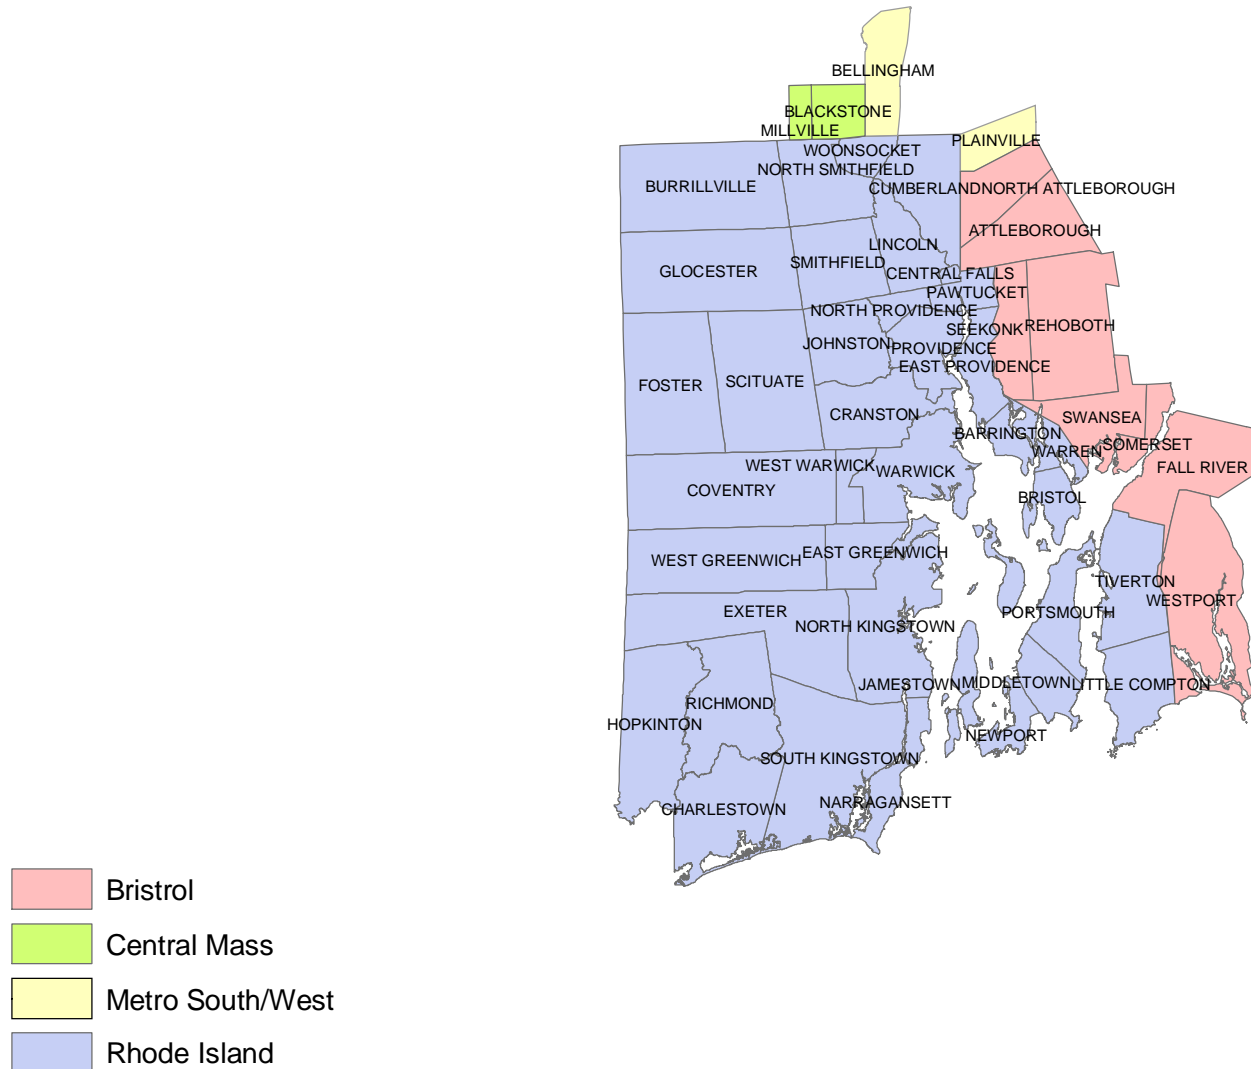 BELLINGHAM
BLACKSTONE
MILLVILLE
PLAINVILLE
WOONSOCKET
NORTH SMITHFIELD
BURRILLVILLE
CUMBERLAND
NORTH ATTLEBOROUGH
ATTLEBOROUGH
LINCOLN
SMITHFIELD
GLOCESTER
CENTRAL FALLS
PAWTUCKET
NORTH PROVIDENCE
SEEKONK
REHOBOTH
JOHNSTON
PROVIDENCE
EAST PROVIDENCE
FOSTER
SCITUATE
CRANSTON
SWANSEA
BARRINGTON
SOMERSET
WARREN
WEST WARWICK
WARWICK
FALL RIVER
COVENTRY
BRISTOL
WEST GREENWICH
EAST GREENWICH
TIVERTON
WESTPORT
EXETER
PORTSMOUTH
NORTH KINGSTOWN
JAMESTOWN
MIDDLETOWN
LITTLE COMPTON
RICHMOND
HOPKINTON
NEWPORT
SOUTH KINGSTOWN
CHARLESTOWN
NARRAGANSETT
Bristrol
Central Mass
Metro South/West
Rhode Island